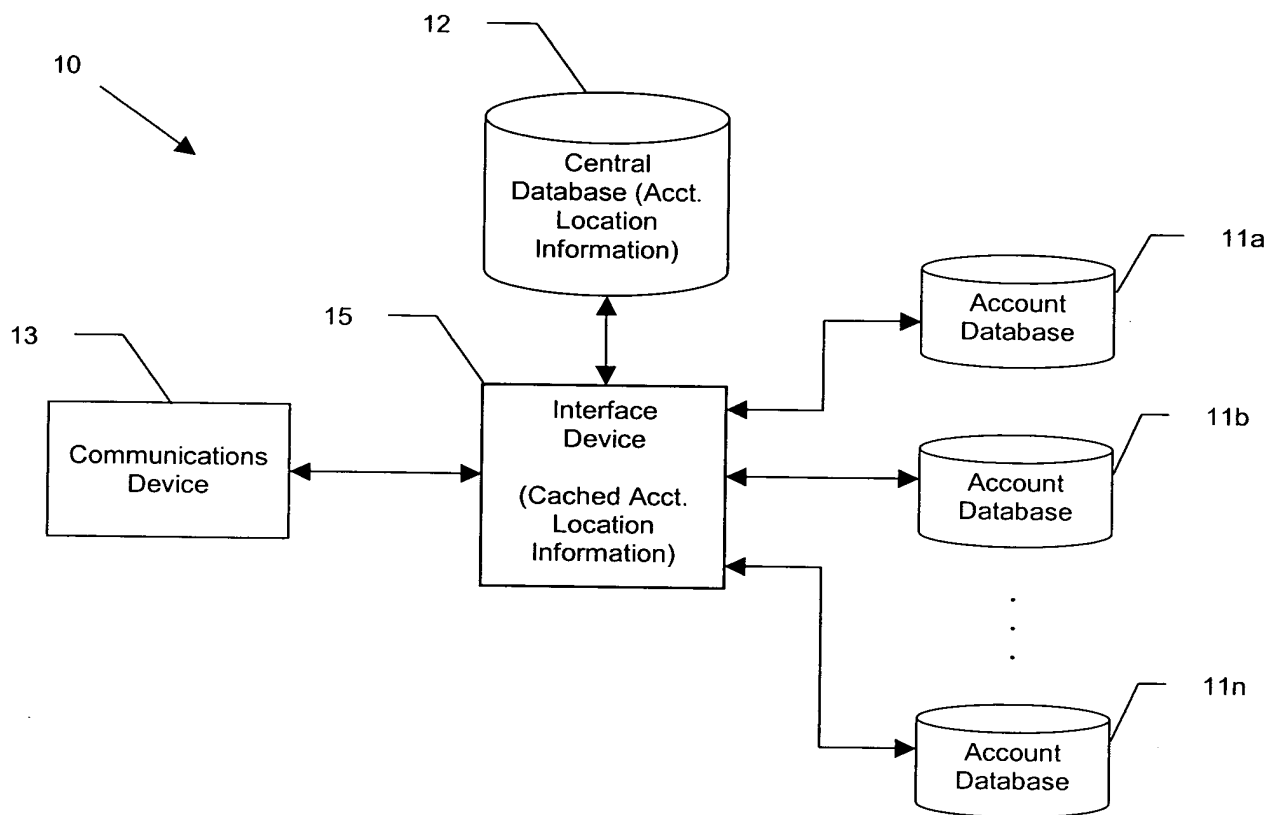 12
10
Central
Database (Acct.
Location
Information)
11a
Account
Database
13
15
Interface
Device
(Cached Acct.
Location
Information)
Communications
Device
11b
Account
Database
11n
Account
Database